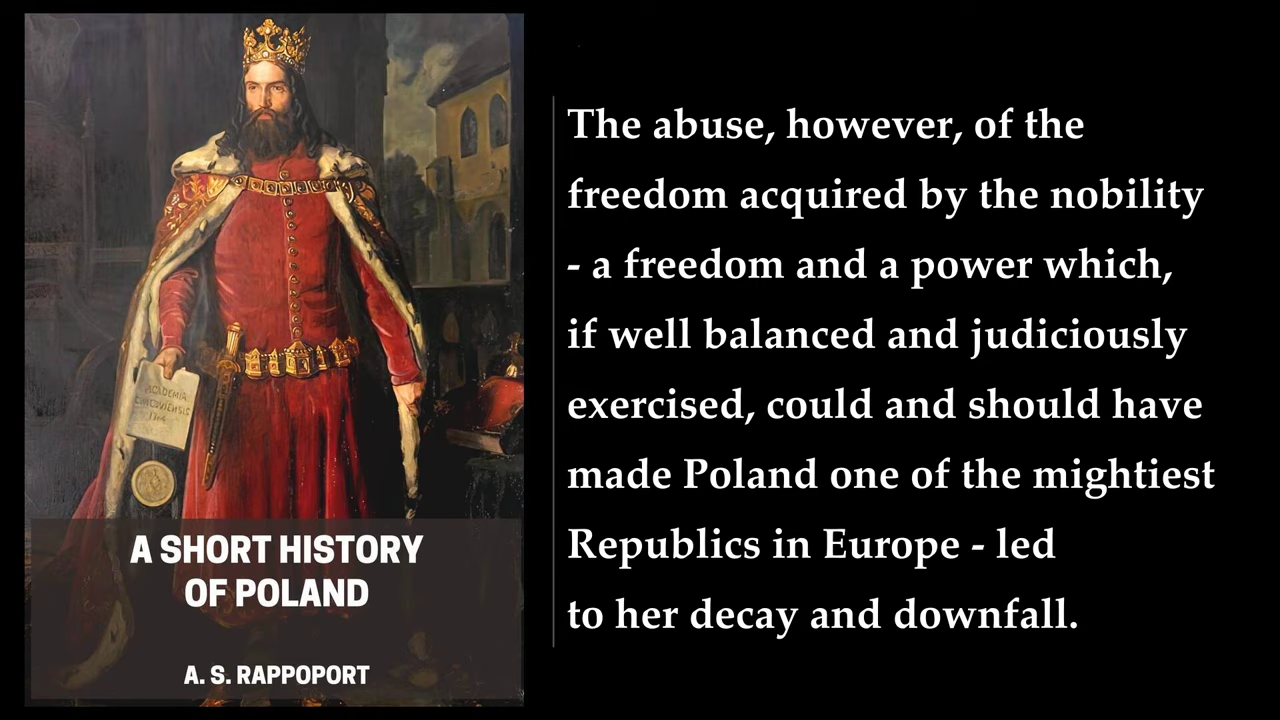 ACADEMIA
A SHORT HISTORY
OF POLAND
A. S. RAPPOPORT
The abuse, however, of the
freedom acquired by the nobility
- a freedom and a power which,
if well balanced and judiciously
exercised, could and should have
made Poland one of the mightiest
Republics in Europe - led
to her decay and downfall.